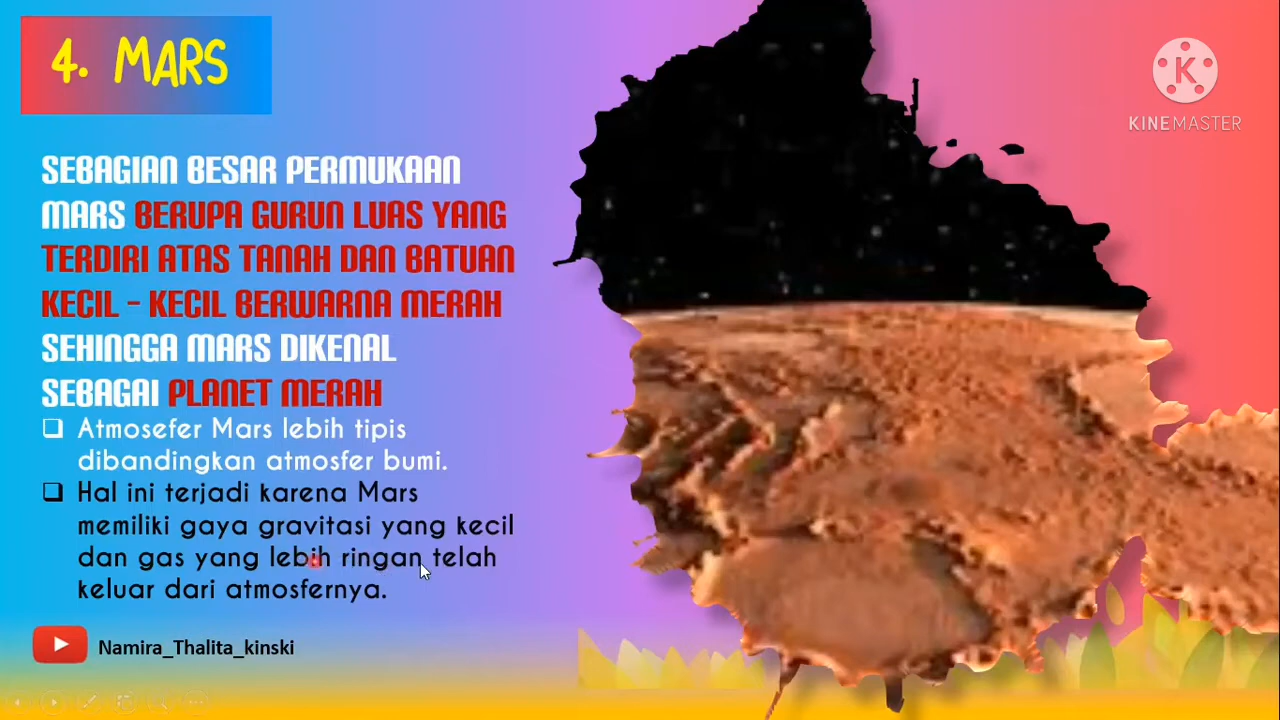 4. MARS
KINEMASTER
SEBAGIAN BESAR PERMUKAAN
MARS BERUPA GURUN LUAS YANG
TERDIRI ATAS TANAH DAN BATUAN
KECIL - KECIL BERWARNA MERAH
SEHINGGA MARS DIKENAL
SEBAGAI PLANET MERAH
Atmosefer Mars lebih tipis
dibandingkan atmosfer bumi.
Hal ini terjadi karena Mars
memiliki gaya gravitasi yang kecil
dan gas yang lebih ringan telah
keluar dari atmosfernya.
Namira_Thalita_kinski